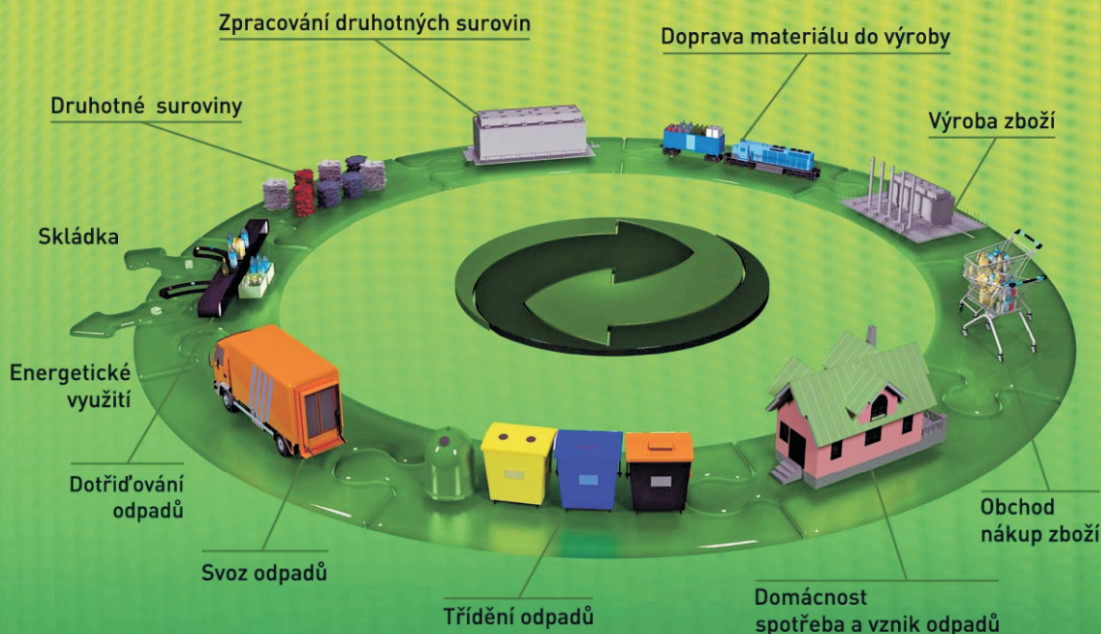 Zpracování druhotných surovin
Doprava materiálu do výroby
Druhotné suroviny
Výroba zboží
Skládka
Energetické
využití
Dotřiďování
odpadů
Obchod
nákup zboží
Svoz odpadů
Třídění odpadů
Domácnost
spotřeba a vznik odpadů